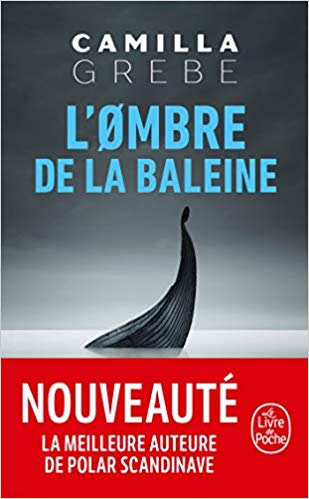 CAMILLA
GREBE
L'ØMBRE
DE LA BALEINE
NOUVEAUTÉ
LA MEILLEURE AUTEURE
DE POLAR SCANDINAVE
Le
Livre
de
Poche